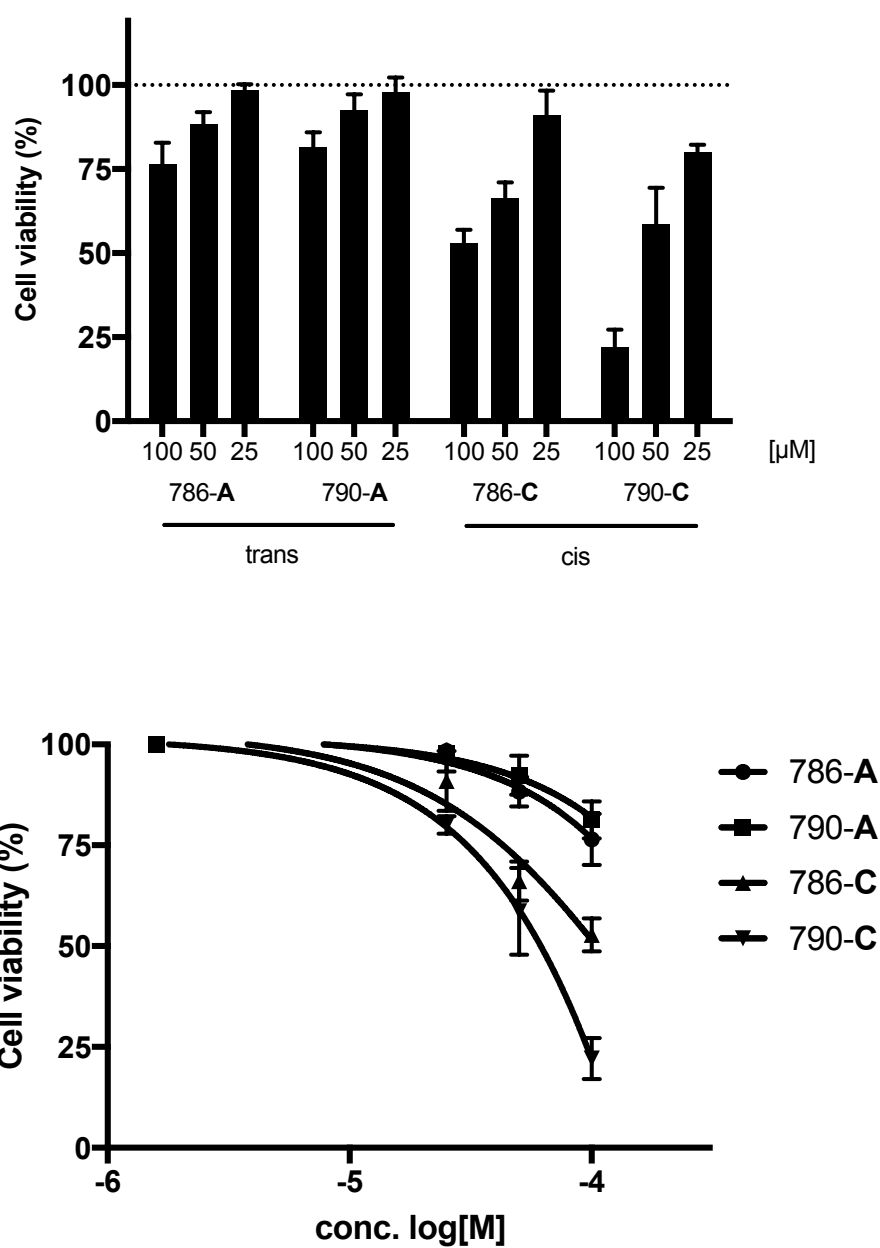 Cell viability (%)
100
75
50
25
0
100 50 25 100 50 25 100 50 25 100 50 25 [µM]
786-A 790-A 786-C 790-C
trans cis
Cell viability (%)
100
75
50
25
0
-6 -5 -4
conc. log[M]
786-A
790-A
786-C
790-C